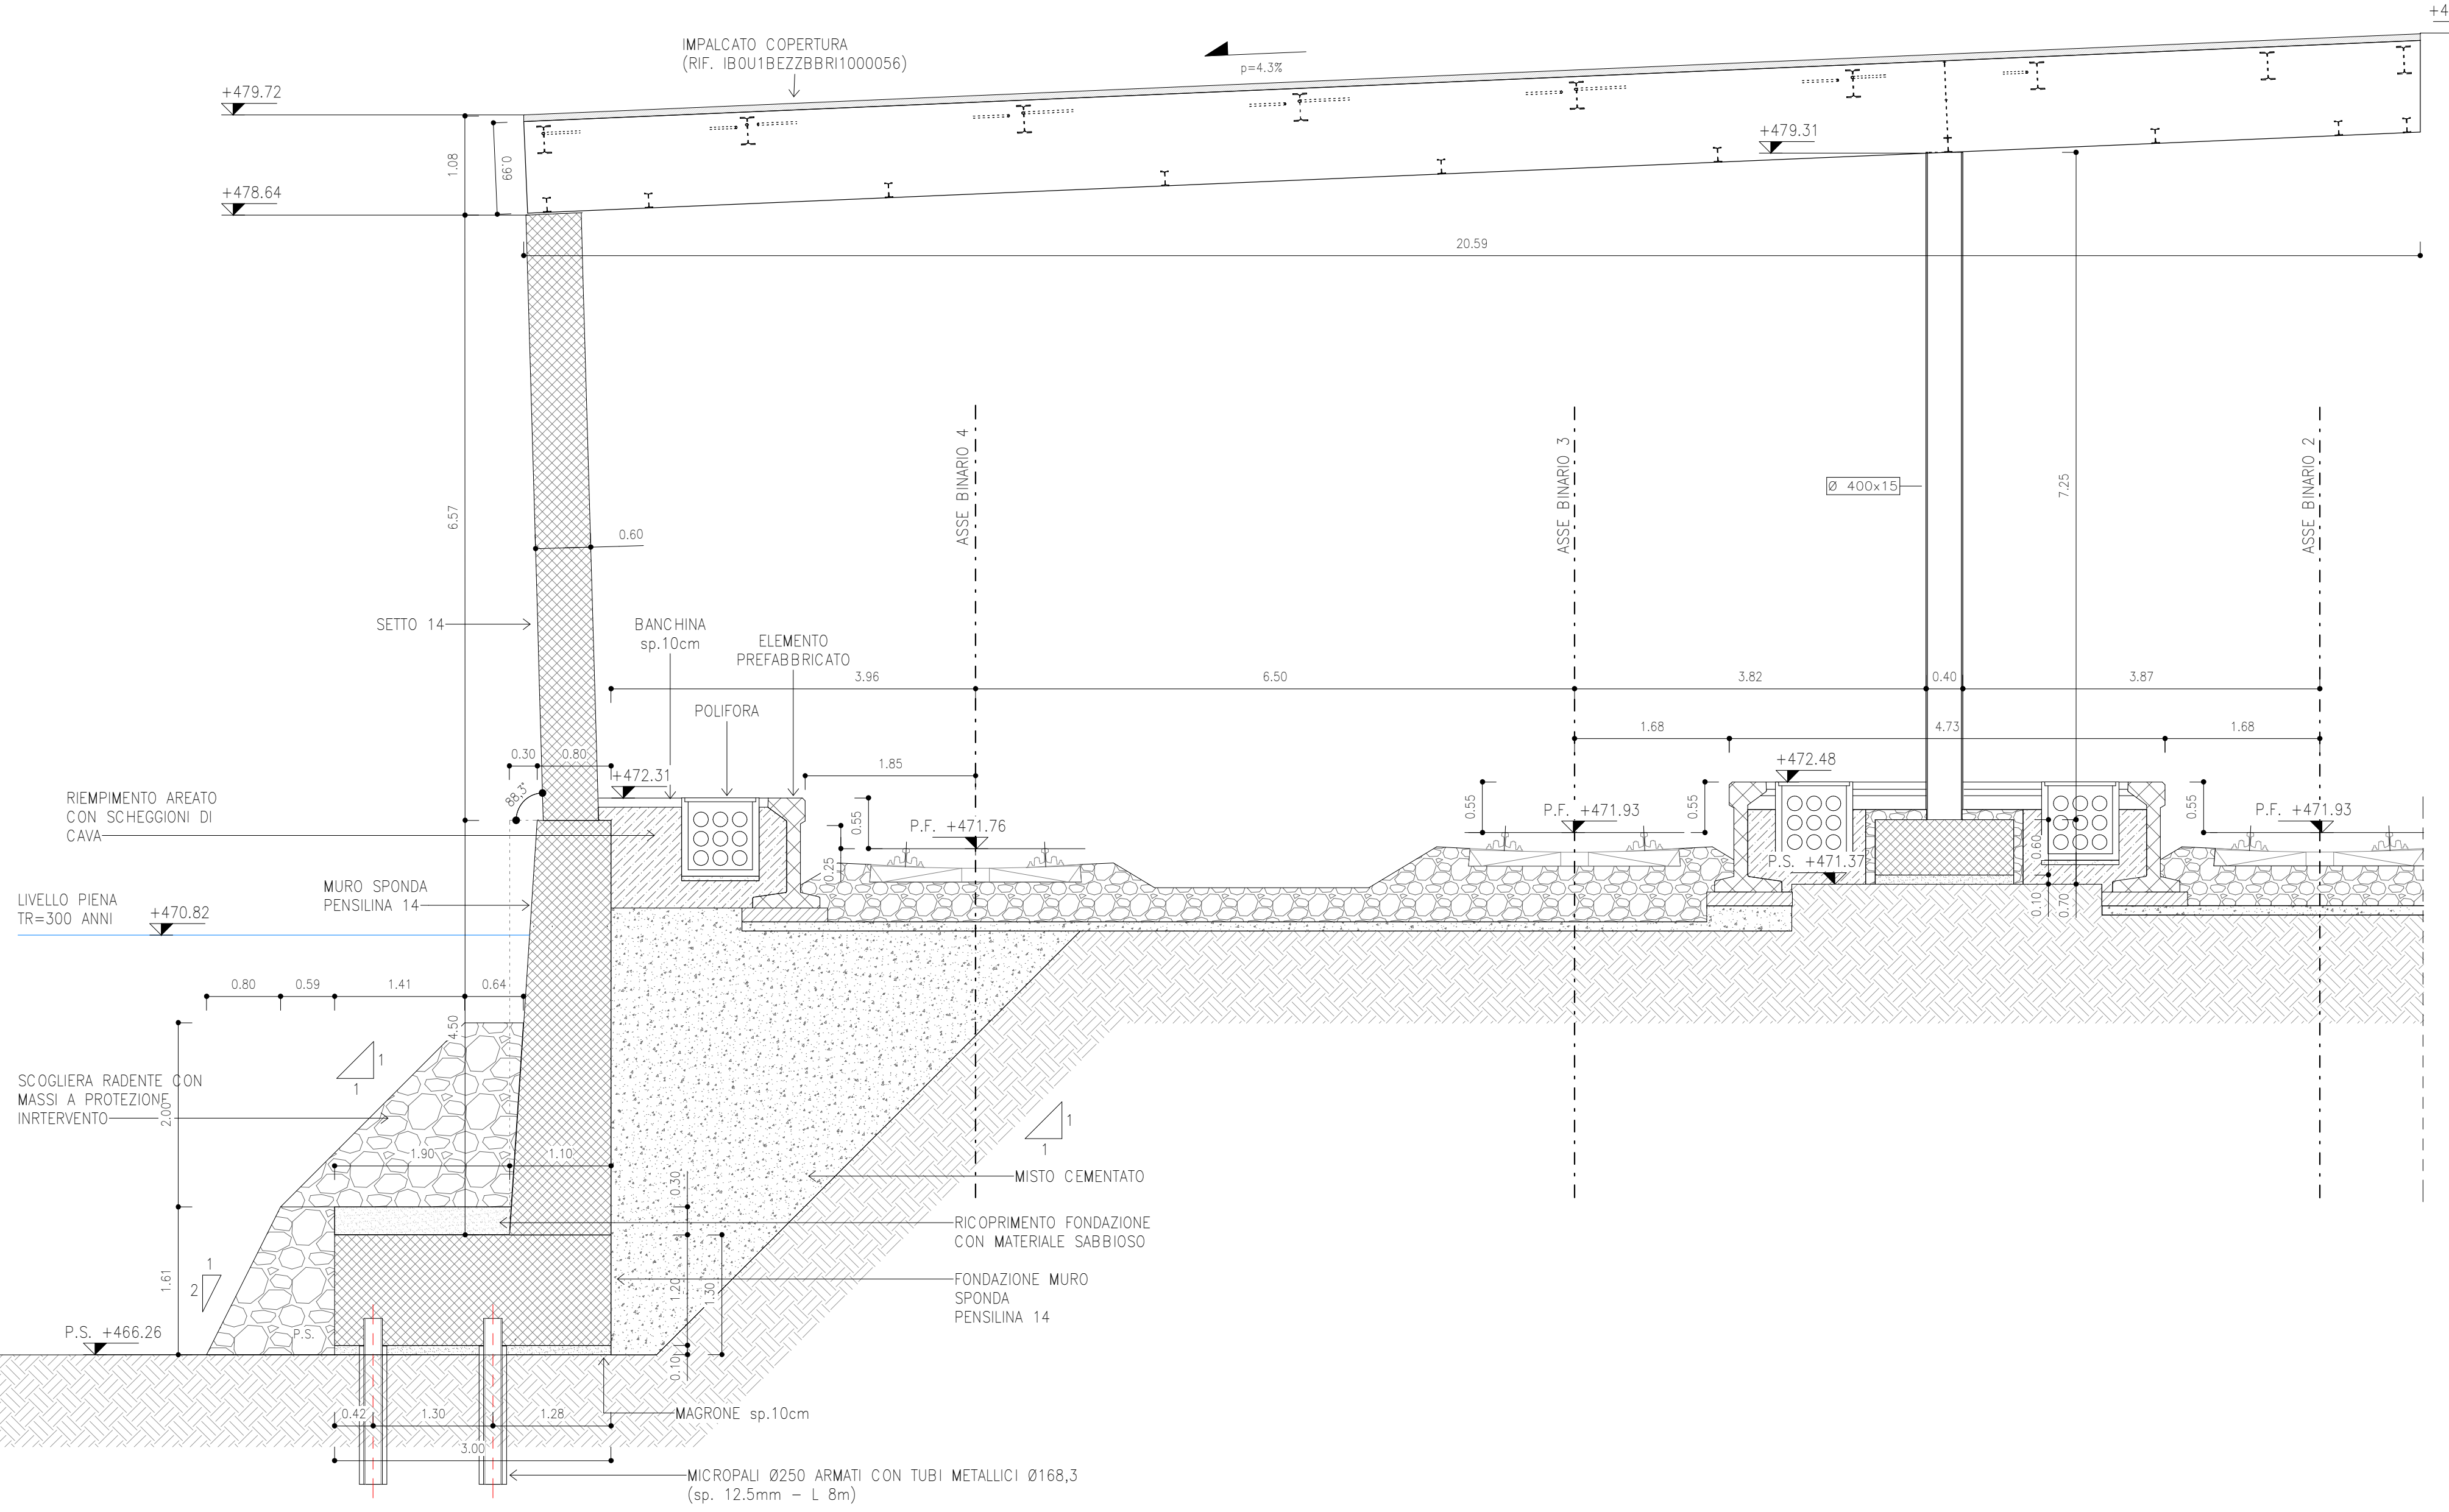 +4
IMPALCATO COPERTURA
(RIF. IB0U1BEZZBBRI1000056)
p=4.3%
+479.72
+479.31
1.08
0.99
+478.64
20.59
6.57
0.60
ASSE BINARIO 4
ASSE BINARIO 3
ASSE BINARIO 2
Ø 400x15
7.25
SETTO 14
BANCHINA
sp.10cm
ELEMENTO
PREFABBRICATO
POLIFORA
3.96
6.50
3.82
0.40
3.87
1.68
4.73
1.68
0.30
0.80
1.85
+472.31
+472.48
88,3°
RIEMPIMENTO AREATO
CON SCHEGGIONI DI
CAVA
0.55
0.25
P.F. +471.76
0.55
P.F. +471.93
0.55
P.S. +471.37
0.60
0.10
0.70
0.55
P.F. +471.93
MURO SPONDA
PENSILINA 14
LIVELLO PIENA
TR=300 ANNI
+470.82
0.80
0.59
1.41
0.64
4.50
1
1
SCOGLIERA RADENTE CON
MASSI A PROTEZIONE
INRTERVENTO
2.00
1
1
1.90
1.10
0.30
MISTO CEMENTATO
RICOPRIMENTO FONDAZIONE
CON MATERIALE SABBIOSO
1
2
1.61
1.20
1.30
FONDAZIONE MURO
SPONDA
PENSILINA 14
P.S. +466.26
P.S.
0.10
0.42
1.30
1.28
MAGRONE sp.10cm
3.00
MICROPALI Ø250 ARMATI CON TUBI METALLICI Ø168,3
(sp. 12.5mm – L 8m)